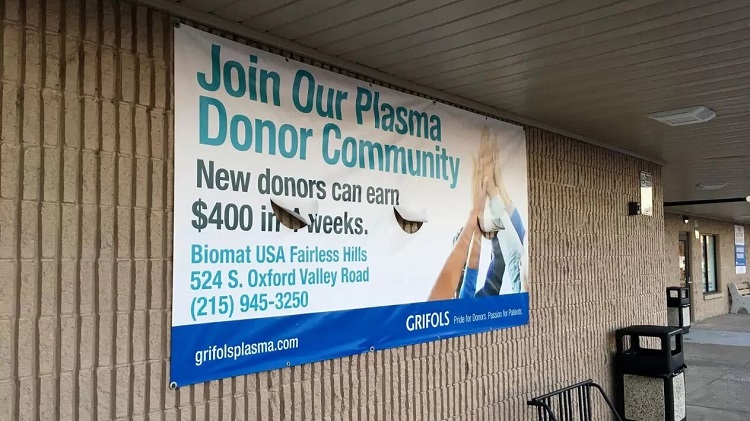 Join Our Plasma
Donor Community
New donors can earn
$400 in 4 weeks.
Biomat USA Fairless Hills
524 S. Oxford Valley Road
(215) 945-3250
GRIFOLS Pride for Donors. Passion for Patients.
grifolsplasma.com